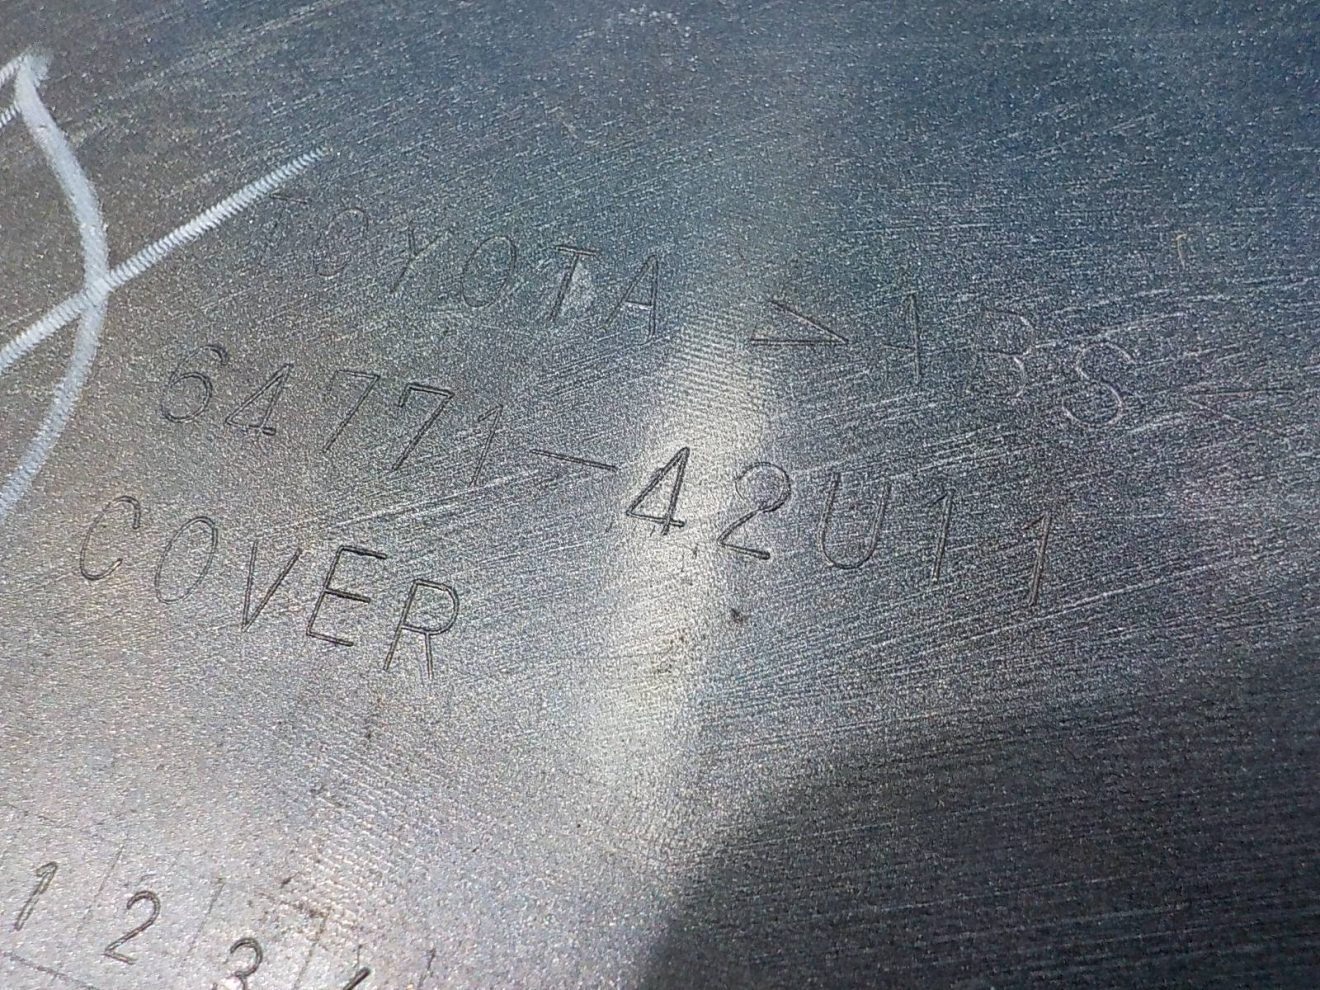 TOYOTA >ABS<
64771-42U11
COVER
1 2 3